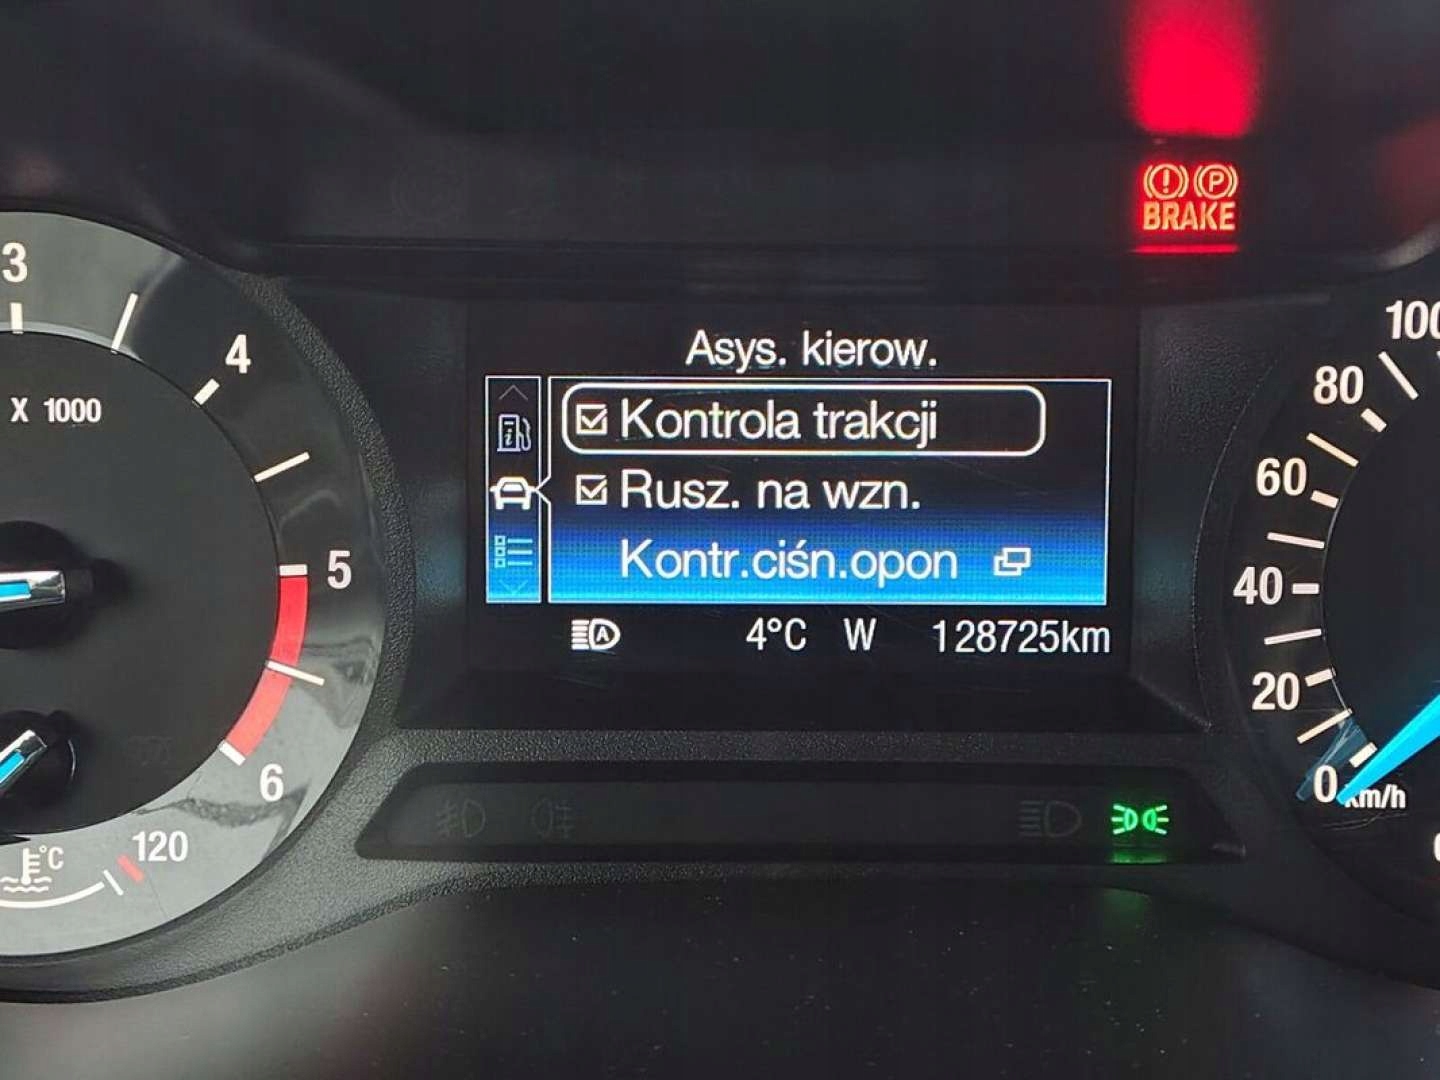 BRAKE
3
4
5
6
X 1000
Asys. kierow.
Kontrola trakcji
Rusz. na wzn.
Kontr.ciśn.opon
4°C W 128725km
100
80
60
40
20
0
km/h
°C
120